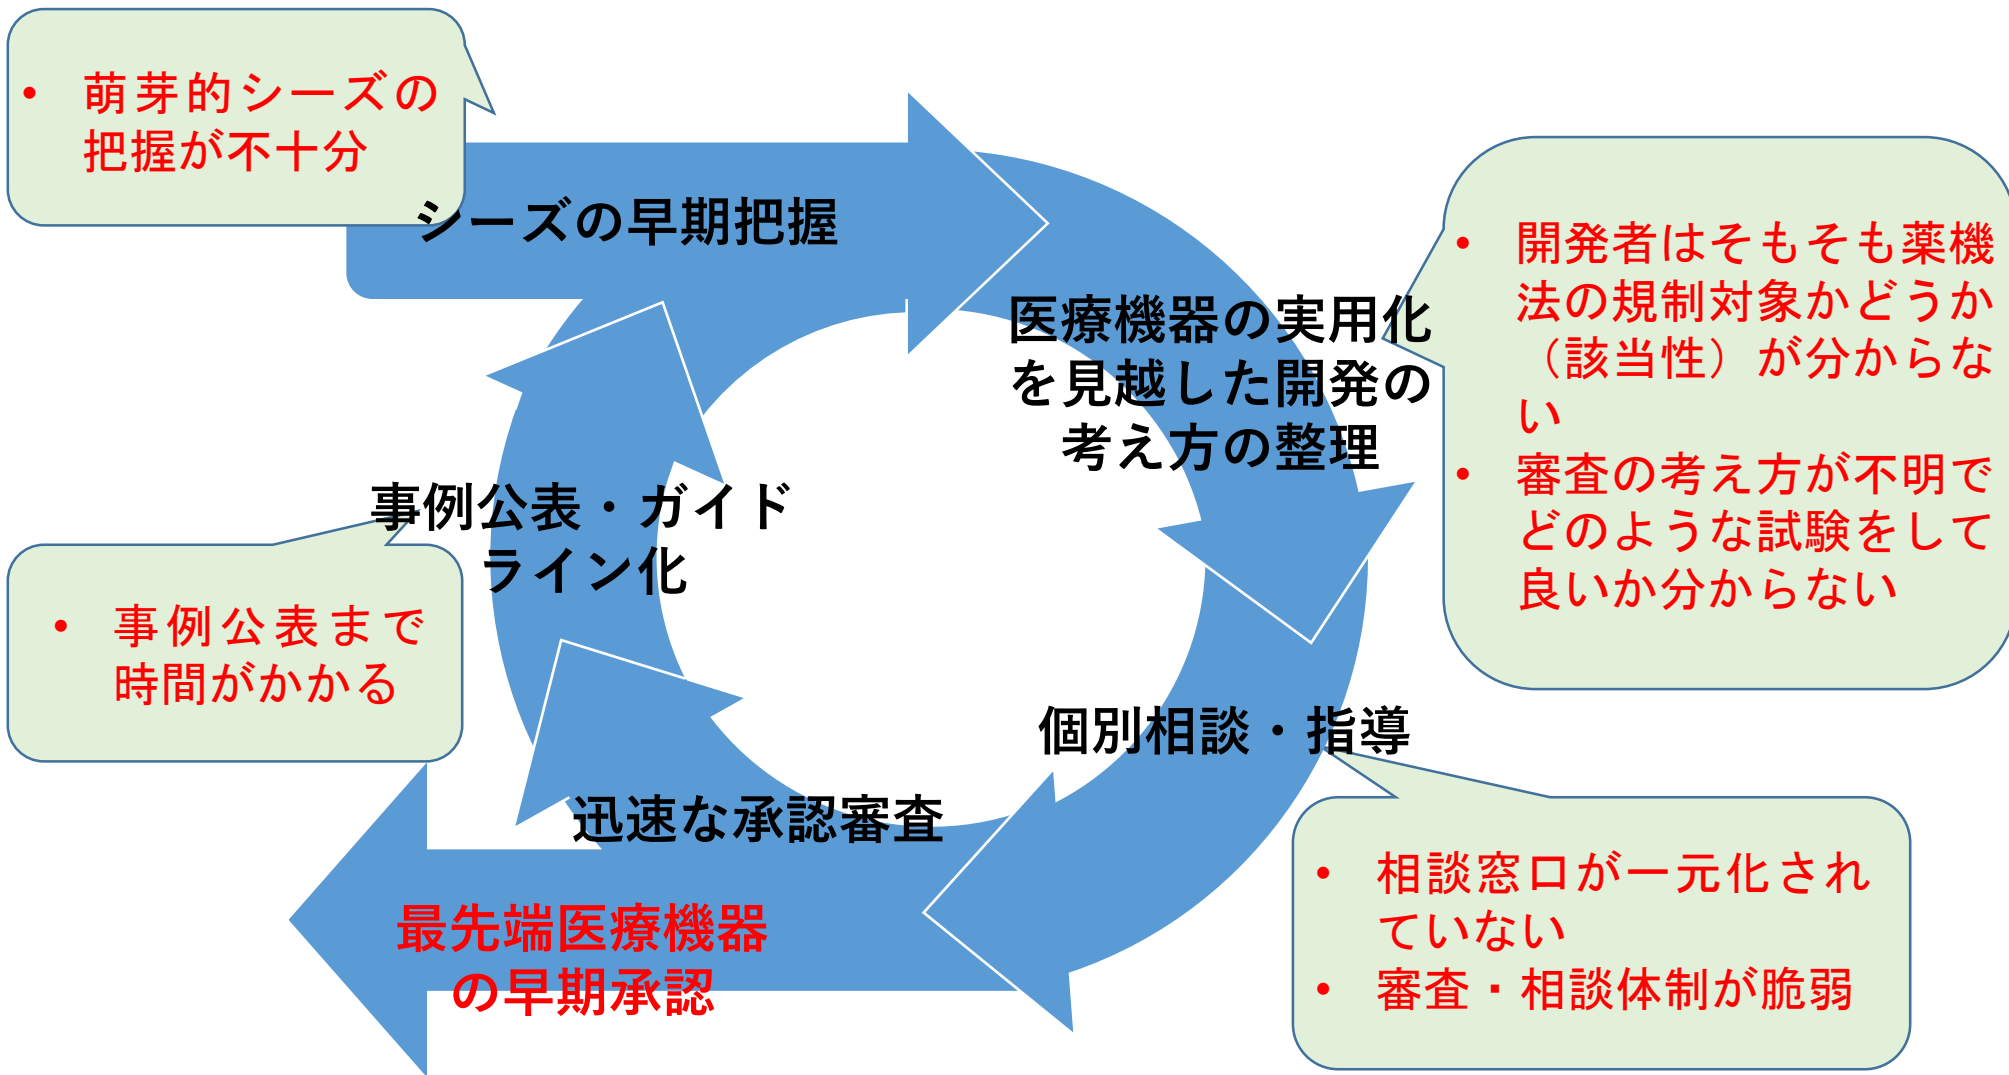 • 萌芽的シーズの
把握が不十分
シーズの早期把握
医療機器の実用化
を見越した開発の
考え方の整理
• 開発者はそもそも薬機
法の規制対象かどうか
（該当性）が分からな
い
• 審査の考え方が不明で
どのような試験をして
良いか分からない
個別相談・指導
• 相談窓口が一元化され
ていない
• 審査・相談体制が脆弱
迅速な承認審査
最先端医療機器
の早期承認
事例公表・ガイド
ライン化
• 事例公表まで
時間がかかる